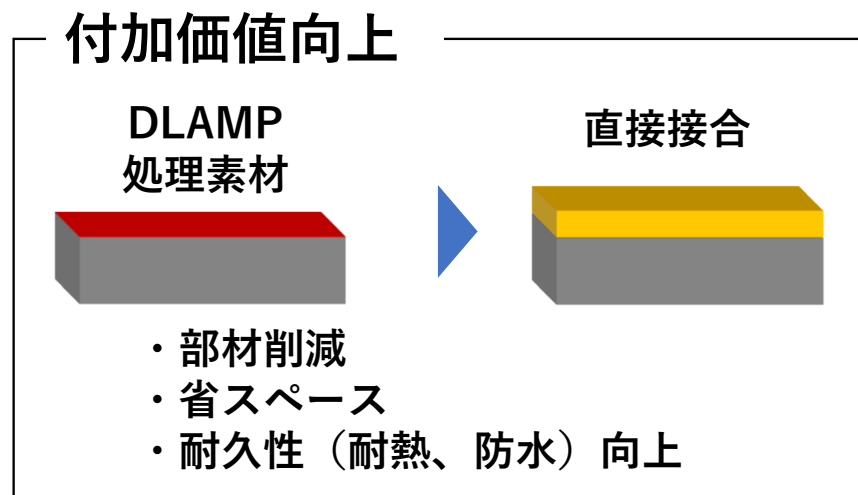 付加価値向上
DLAMP
処理素材
直接接合
・部材削減
・省スペース
・耐久性（耐熱、防水）向上